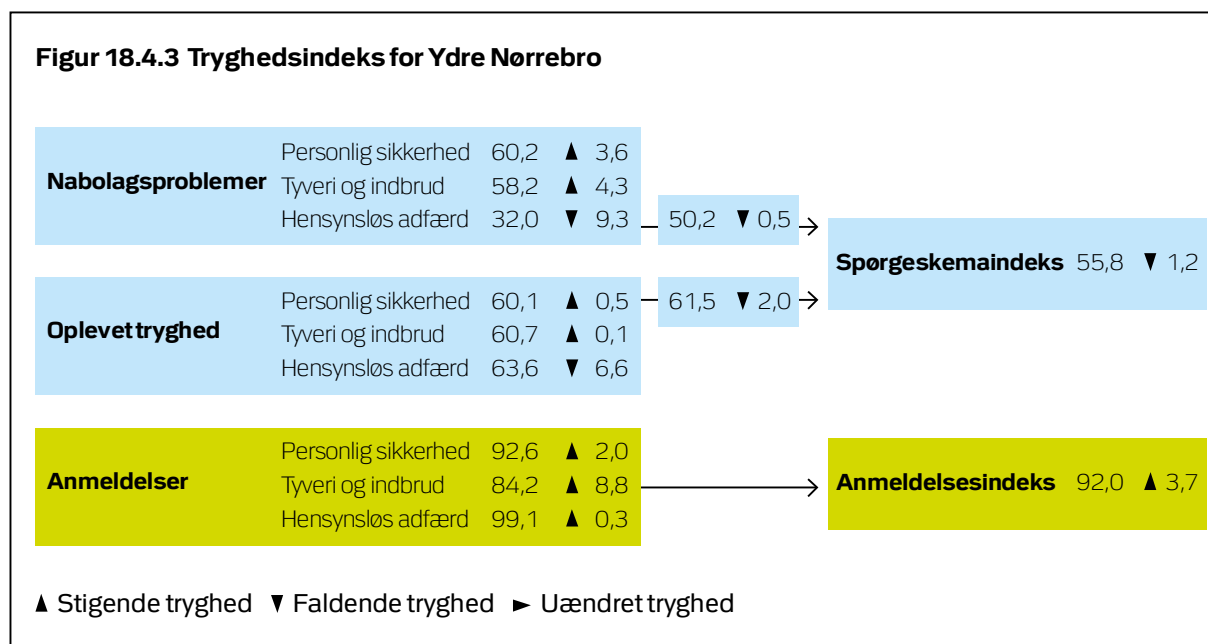 Figur 18.4.3 Tryghedsindeks for Ydre Nørrebro
Nabolagsproblemer
Personlig sikkerhed 60,2 ▲ 3,6
Tyveri og indbrud 58,2 ▲ 4,3
Hensynsløs adfærd 32,0 ▼ 9,3
50,2 ▼ 0,5
Oplevet tryghed
Personlig sikkerhed 60,1 ▲ 0,5
Tyveri og indbrud 60,7 ▲ 0,1
Hensynsløs adfærd 63,6 ▼ 6,6
61,5 ▼ 2,0
Spørgeskemaindeks 55,8 ▼ 1,2
Anmeldelser
Personlig sikkerhed 92,6 ▲ 2,0
Tyveri og indbrud 84,2 ▲ 8,8
Hensynsløs adfærd 99,1 ▲ 0,3
Anmeldelsesindeks 92,0 ▲ 3,7
▲ Stigende tryghed ▼ Faldende tryghed ► Uændret tryghed